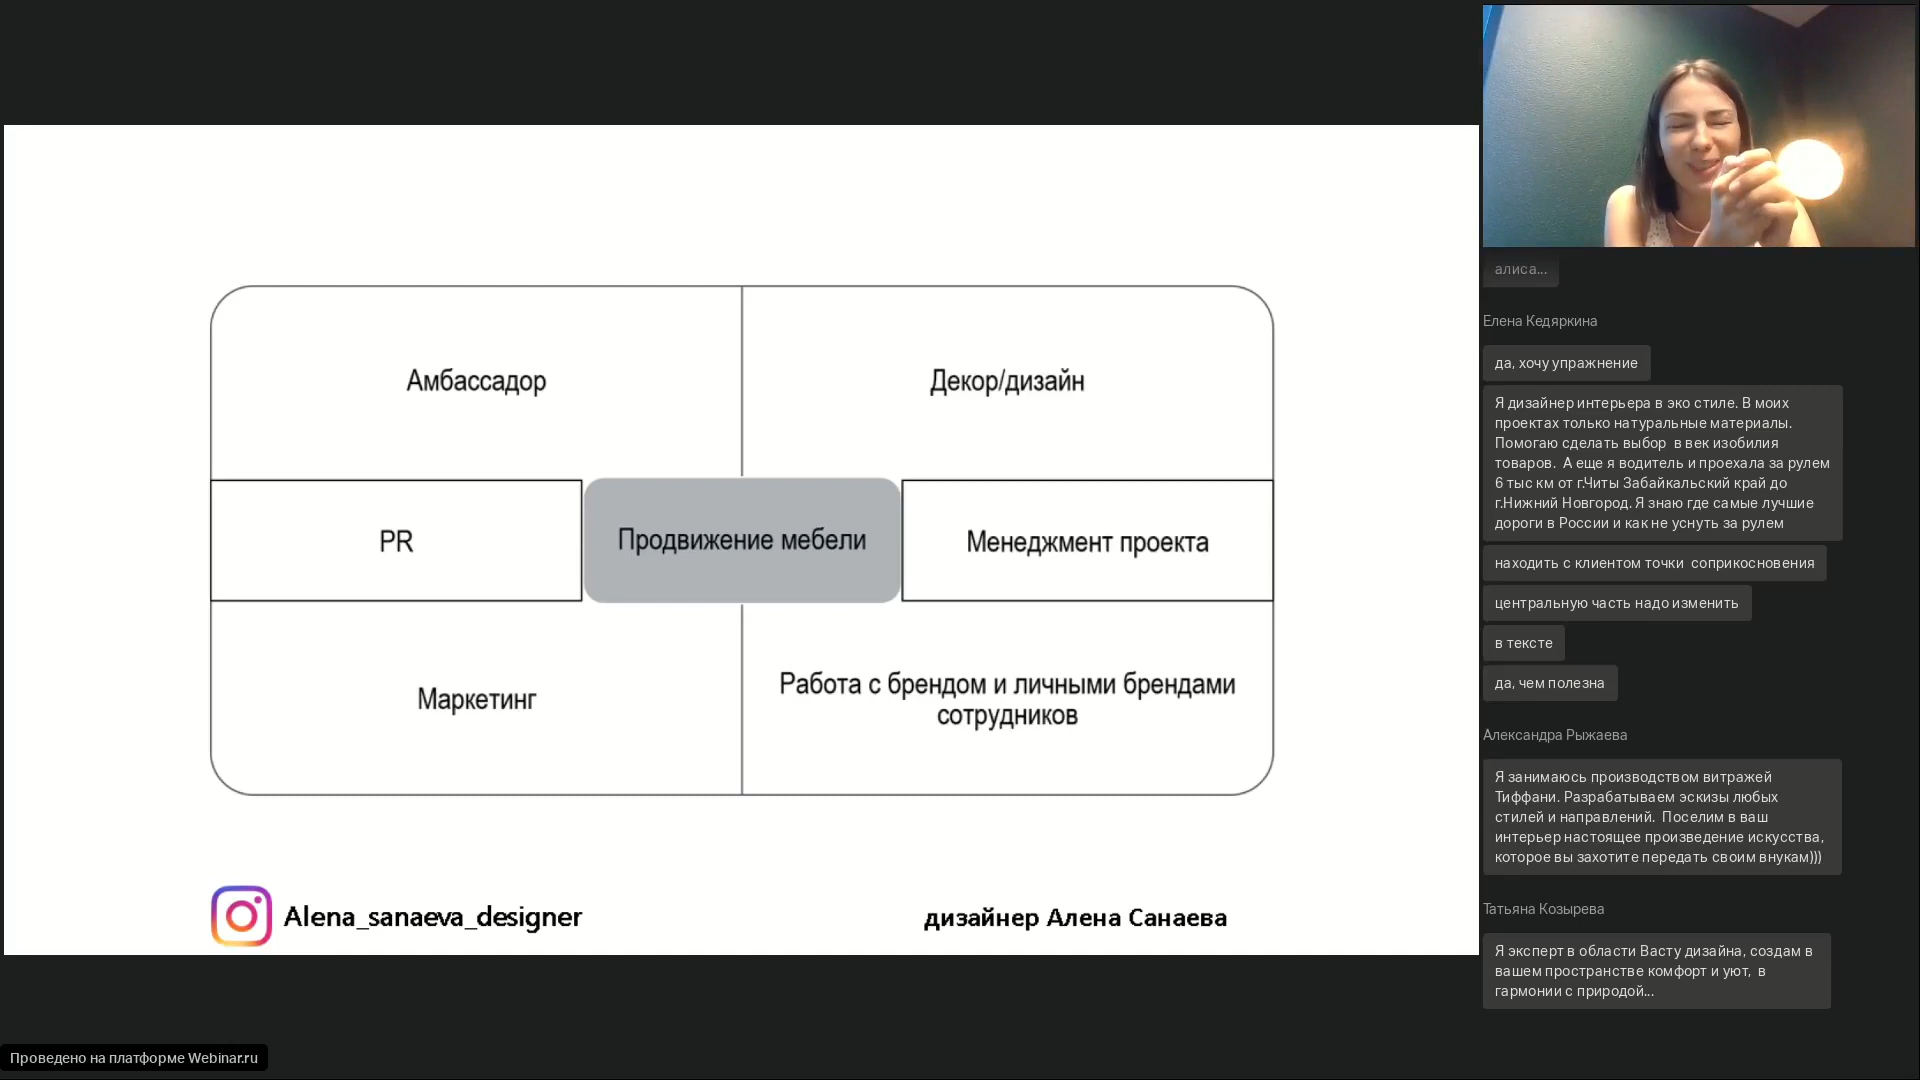 Амбассадор
Декор/дизайн
PR
Продвижение мебели
Менеджмент проекта
Маркетинг
Работа с брендом и личными брендами
сотрудников
Alena_sanaeva_designer
дизайнер Алена Санаева
алиса...
Елена Кедяркина
да, хочу упражнение
Я дизайнер интерьера в эко стиле. В моих
проектах только натуральные материалы.
Помогаю сделать выбор в век изобилия
товаров. А еще я водитель и проехала за рулем
6 тыс км от г.Читы Забайкальский край до
г.Нижний Новгород. Я знаю где самые лучшие
дороги в России и как не уснуть за рулем
находить с клиентом точки соприкосновения
центральную часть надо изменить
в тексте
да, чем полезна
Александра Рыжаева
Я занимаюсь производством витражей
Тиффани. Разрабатываем эскизы любых
стилей и направлений. Поселим в ваш
интерьер настоящее произведение искусства,
которое вы захотите передать своим внукам)))
Татьяна Козырева
Я эксперт в области Васту дизайна, создам в
вашем пространстве комфорт и уют, в
гармонии с природой...
Проведено на платформе Webinar.ru